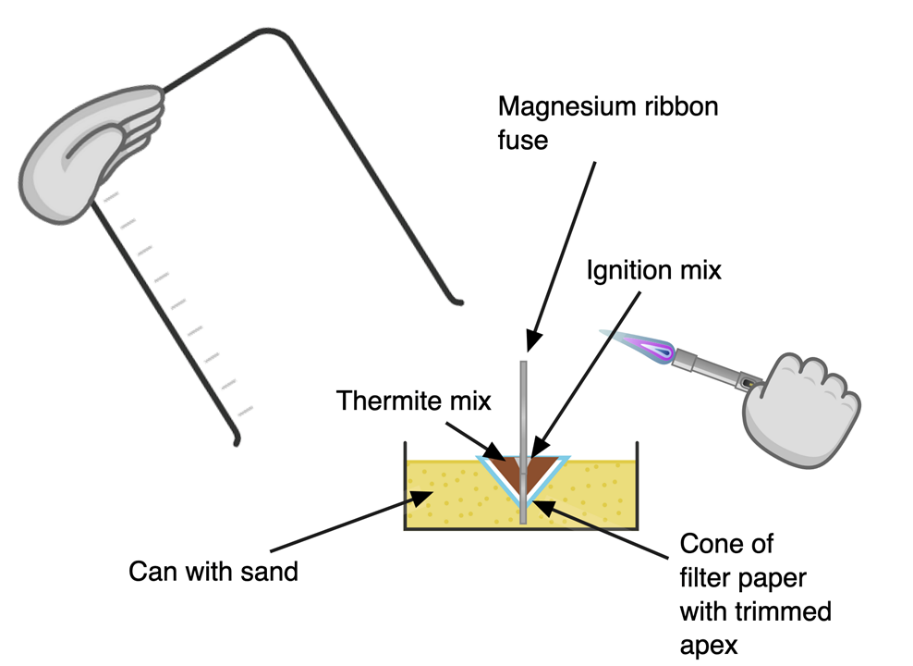 Magnesium ribbon
fuse
Ignition mix
Thermite mix
Can with sand
Cone of
filter paper
with trimmed
apex